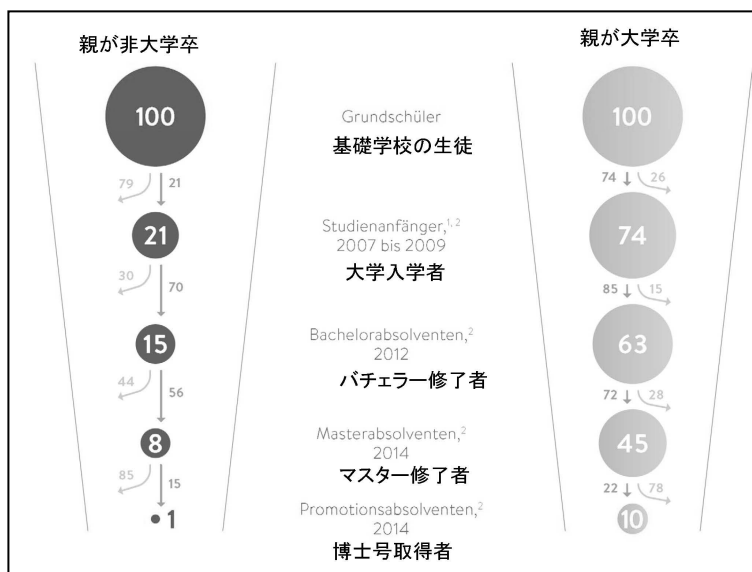 親が非大学卒
親が大学卒
100
Grundschüler
基礎学校の生徒
100
79
21
74
26
21
Studienanfänger,1, 2
2007 bis 2009
大学入学者
74
30
70
85
15
15
Bachelorabsolventen,2
2012
バチェラー修了者
63
44
56
72
28
8
Masterabsolventen,2
2014
マスター修了者
45
85
15
22
78
1
Promotionsabsolventen,2
2014
博士号取得者
10